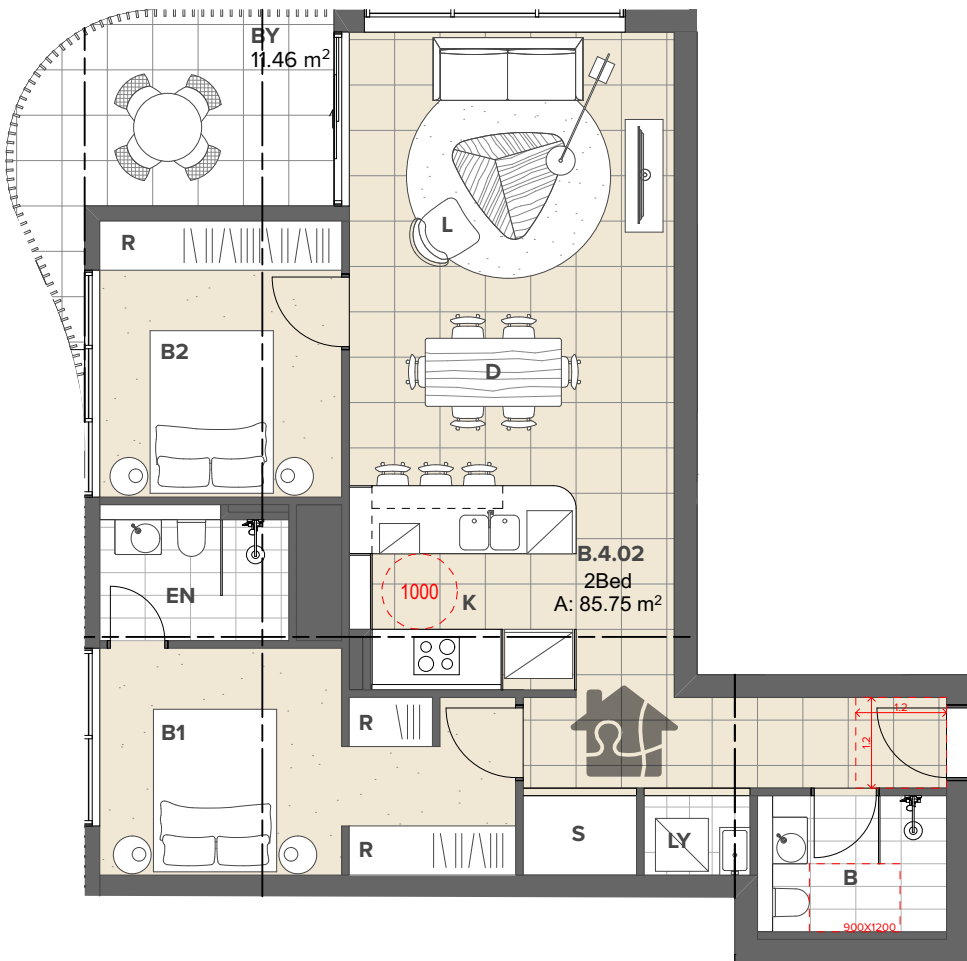 BY
11.46 m²
R
L
B2
D
B.4.02
2Bed
A: 85.75 m²
1000
K
EN
B1
R
1.2
1.2
R
S
LY
B
900X1200